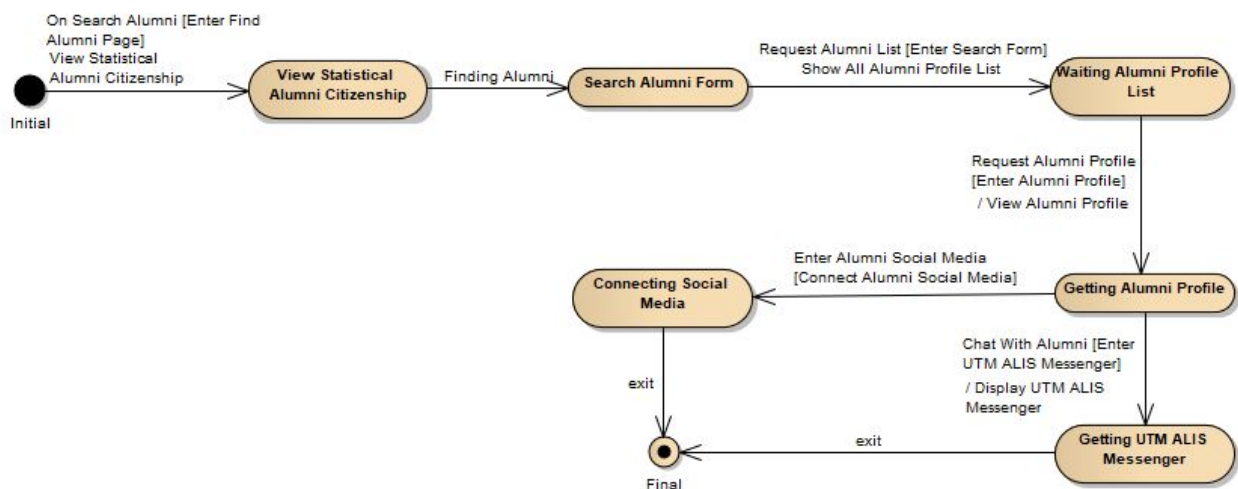 On Search Alumni [Enter Find
Alumni Page]
View Statistical
Alumni Citizenship
Initial
View Statistical
Alumni Citizenship
Finding Alumni
Search Alumni Form
Request Alumni List [Enter Search Form]
Show All Alumni Profile List
Waiting Alumni Profile
List
Request Alumni Profile
[Enter Alumni Profile]
/ View Alumni Profile
Getting Alumni Profile
Enter Alumni Social Media
[Connect Alumni Social Media]
Connecting Social
Media
exit
Chat With Alumni [Enter
UTM ALIS Messenger]
/ Display UTM ALIS
Messenger
Getting UTM ALIS
Messenger
exit
Final